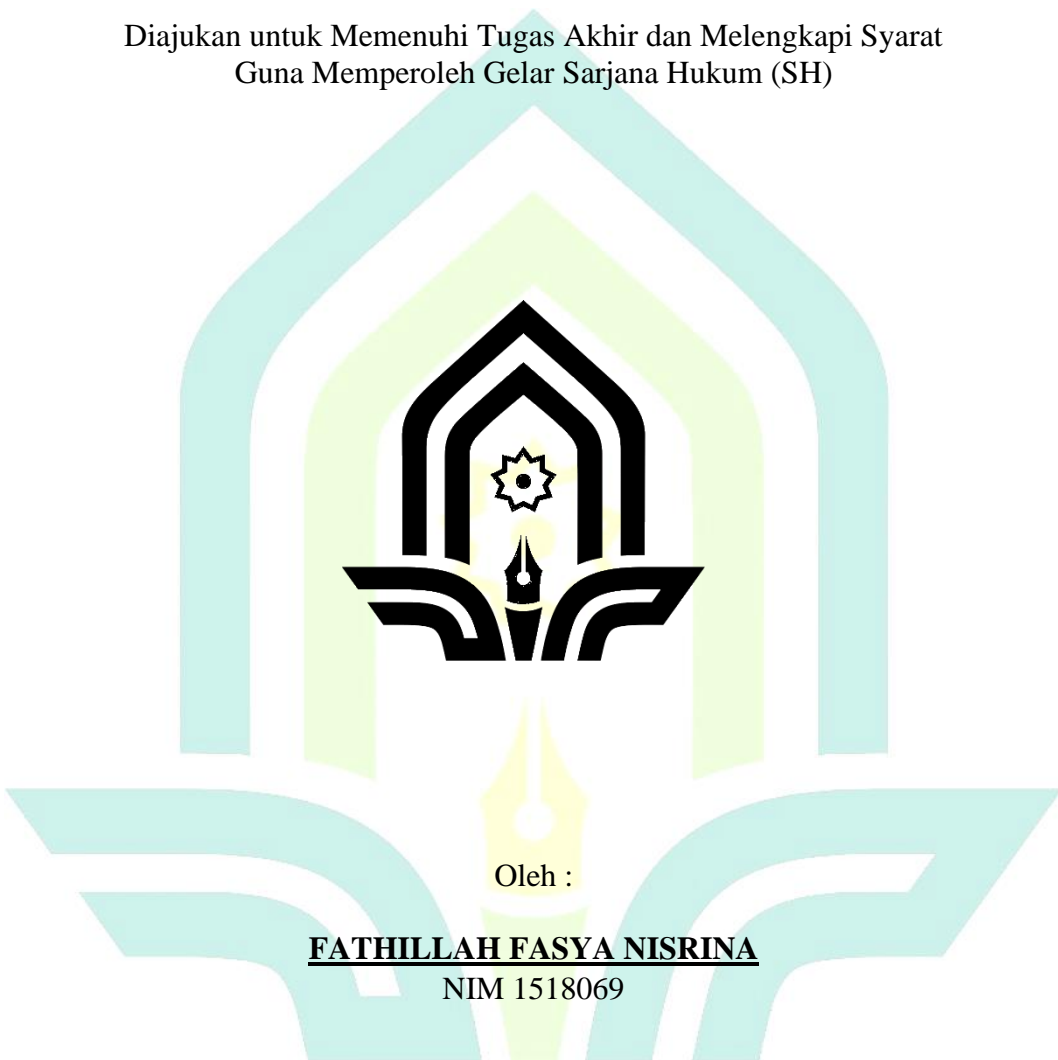 Diajukan untuk Memenuhi Tugas Akhir dan Melengkapi Syarat
Guna Memperoleh Gelar Sarjana Hukum (SH)
Oleh :
FATHILLAH FASYA NISRINA
NIM 1518069